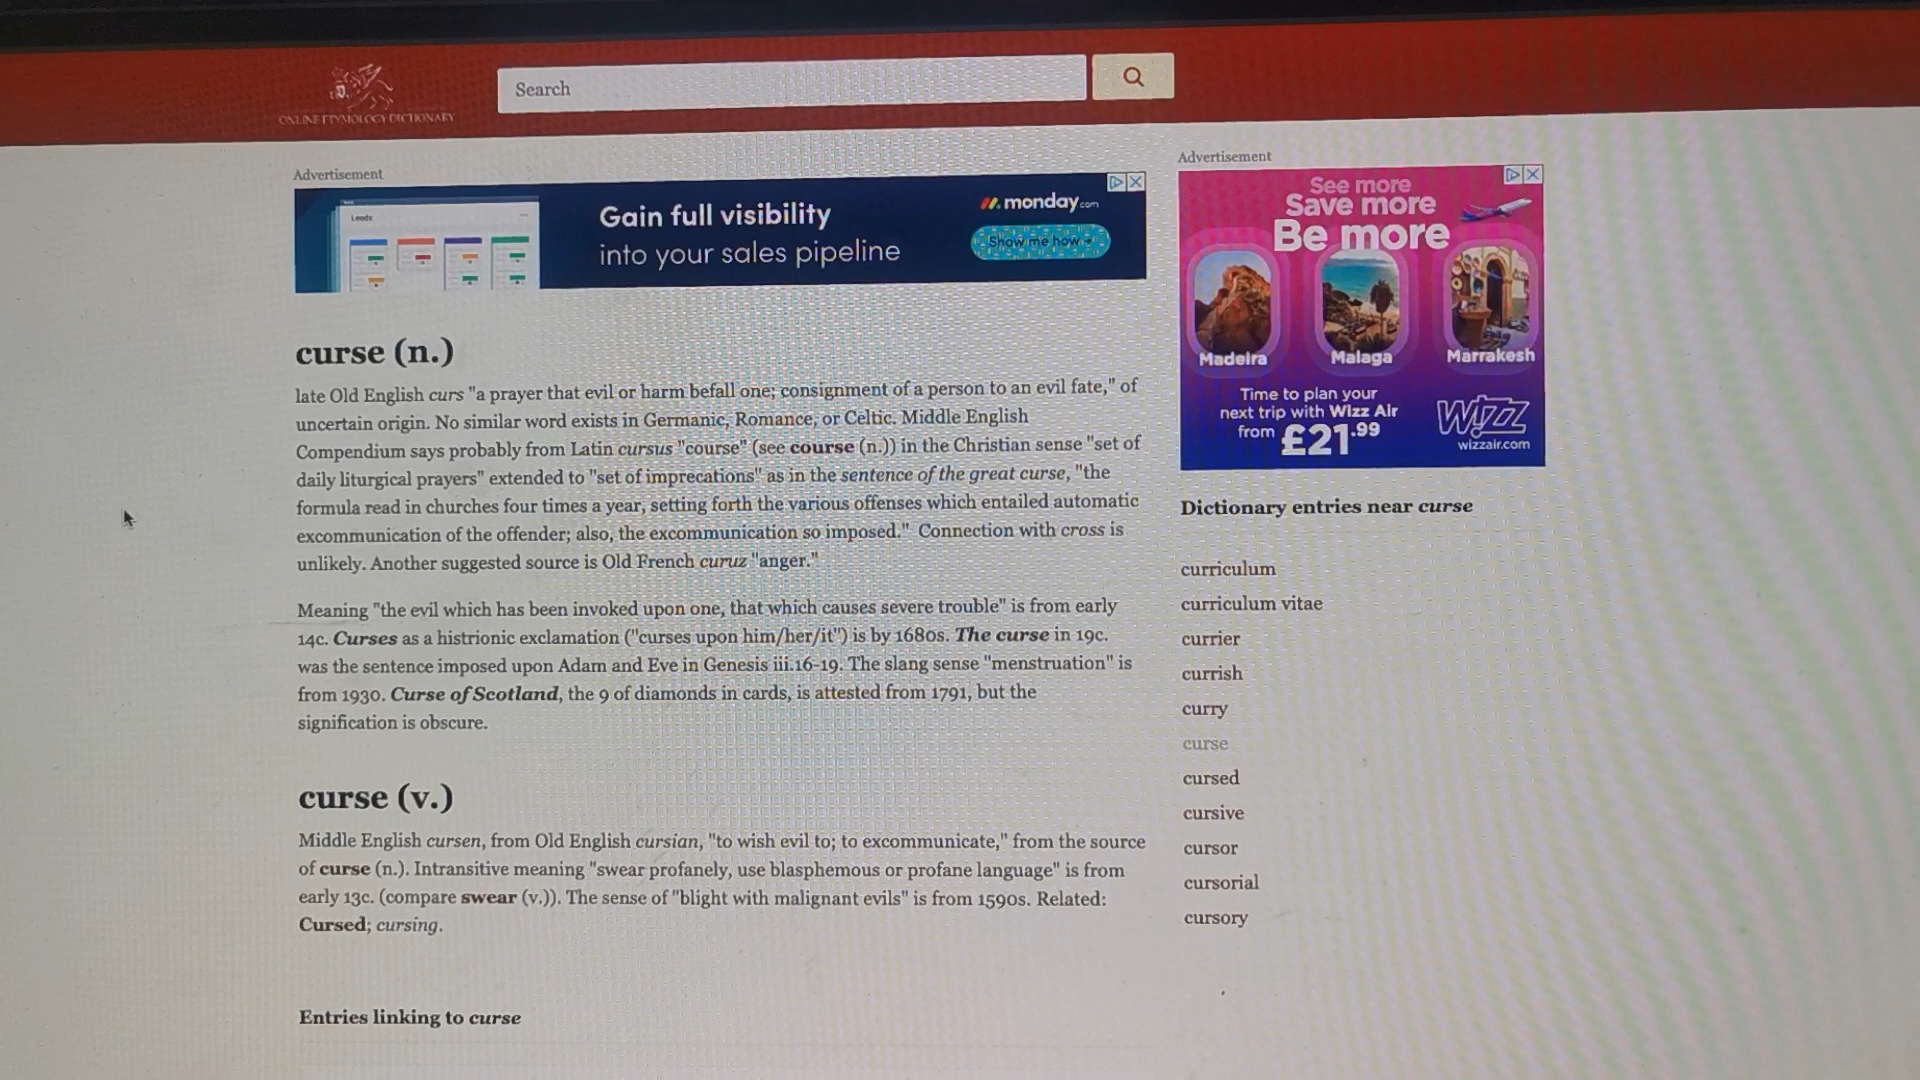 ONLINE ETYMOLOGY DICTIONARY
Search
Advertisement
Leads
Gain full visibility
into your sales pipeline
monday.com
Show me how
Advertisement
See more
Save more
Be more
Madeira
Malaga
Marrakesh
Time to plan your
next trip with Wizz Air
from £21.99
WIZZ
wizzair.com
curse (n.)
late Old English curs "a prayer that evil or harm befall one; consignment of a person to an evil fate," of
uncertain origin. No similar word exists in Germanic, Romance, or Celtic. Middle English
Compendium says probably from Latin cursus "course" (see course (n.)) in the Christian sense "set of
daily liturgical prayers" extended to "set of imprecations" as in the sentence of the great curse, "the
formula read in churches four times a year, setting forth the various offenses which entailed automatic
excommunication of the offender; also, the excommunication so imposed." Connection with cross is
unlikely. Another suggested source is Old French curuz "anger."
Meaning "the evil which has been invoked upon one, that which causes severe trouble" is from early
14c. Curses as a histrionic exclamation ("curses upon him/her/it") is by 1680s. The curse in 19c.
was the sentence imposed upon Adam and Eve in Genesis iii.16-19. The slang sense "menstruation" is
from 1930. Curse of Scotland, the 9 of diamonds in cards, is attested from 1791, but the
signification is obscure.
curse (v.)
Middle English cursen, from Old English cursian, "to wish evil to; to excommunicate," from the source
of curse (n.). Intransitive meaning "swear profanely, use blasphemous or profane language" is from
early 13c. (compare swear (v.)). The sense of "blight with malignant evils" is from 1590s. Related:
Cursed; cursing.
Entries linking to curse
Dictionary entries near curse
curriculum
curriculum vitae
currier
currish
curry
curse
cursed
cursive
cursor
cursorial
cursory